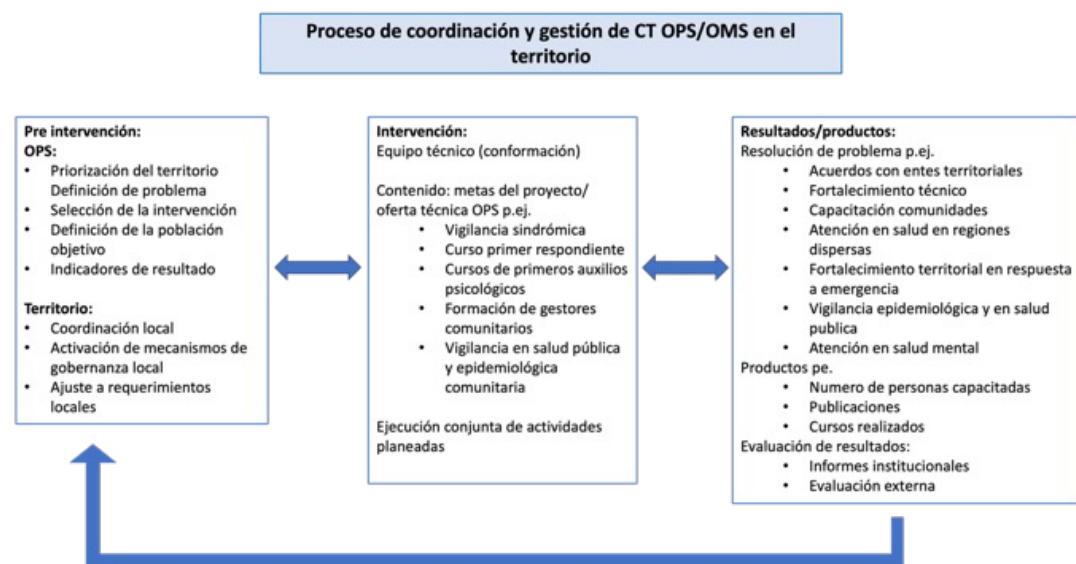 Proceso de coordinación y gestión de CT OPS/OMS en el
territorio
Pre intervención:
OPS:
• Priorización del territorio
Definición de problema
• Selección de la intervención
• Definición de la población
objetivo
• Indicadores de resultado
Territorio:
• Coordinación local
• Activación de mecanismos de
gobernanza local
• Ajuste a requerimientos
locales
Intervención:
Equipo técnico (conformación)
Contenido: metas del proyecto/
oferta técnica OPS p.ej.
• Vigilancia sindrómica
• Curso primer respondiente
• Cursos de primeros auxilios
psicológicos
• Formación de gestores
comunitarios
• Vigilancia en salud pública
y epidemiológica
comunitaria
Ejecución conjunta de actividades
planeadas
Resultados/productos:
Resolución de problema p.ej.
• Acuerdos con entes territoriales
• Fortalecimiento técnico
• Capacitación comunidades
• Atención en salud en regiones
dispersas
• Fortalecimiento territorial en respuesta
a emergencia
• Vigilancia epidemiológica y en salud
publica
• Atención en salud mental
Productos pe.
• Numero de personas capacitadas
• Publicaciones
• Cursos realizados
Evaluación de resultados:
• Informes institucionales
• Evaluación externa